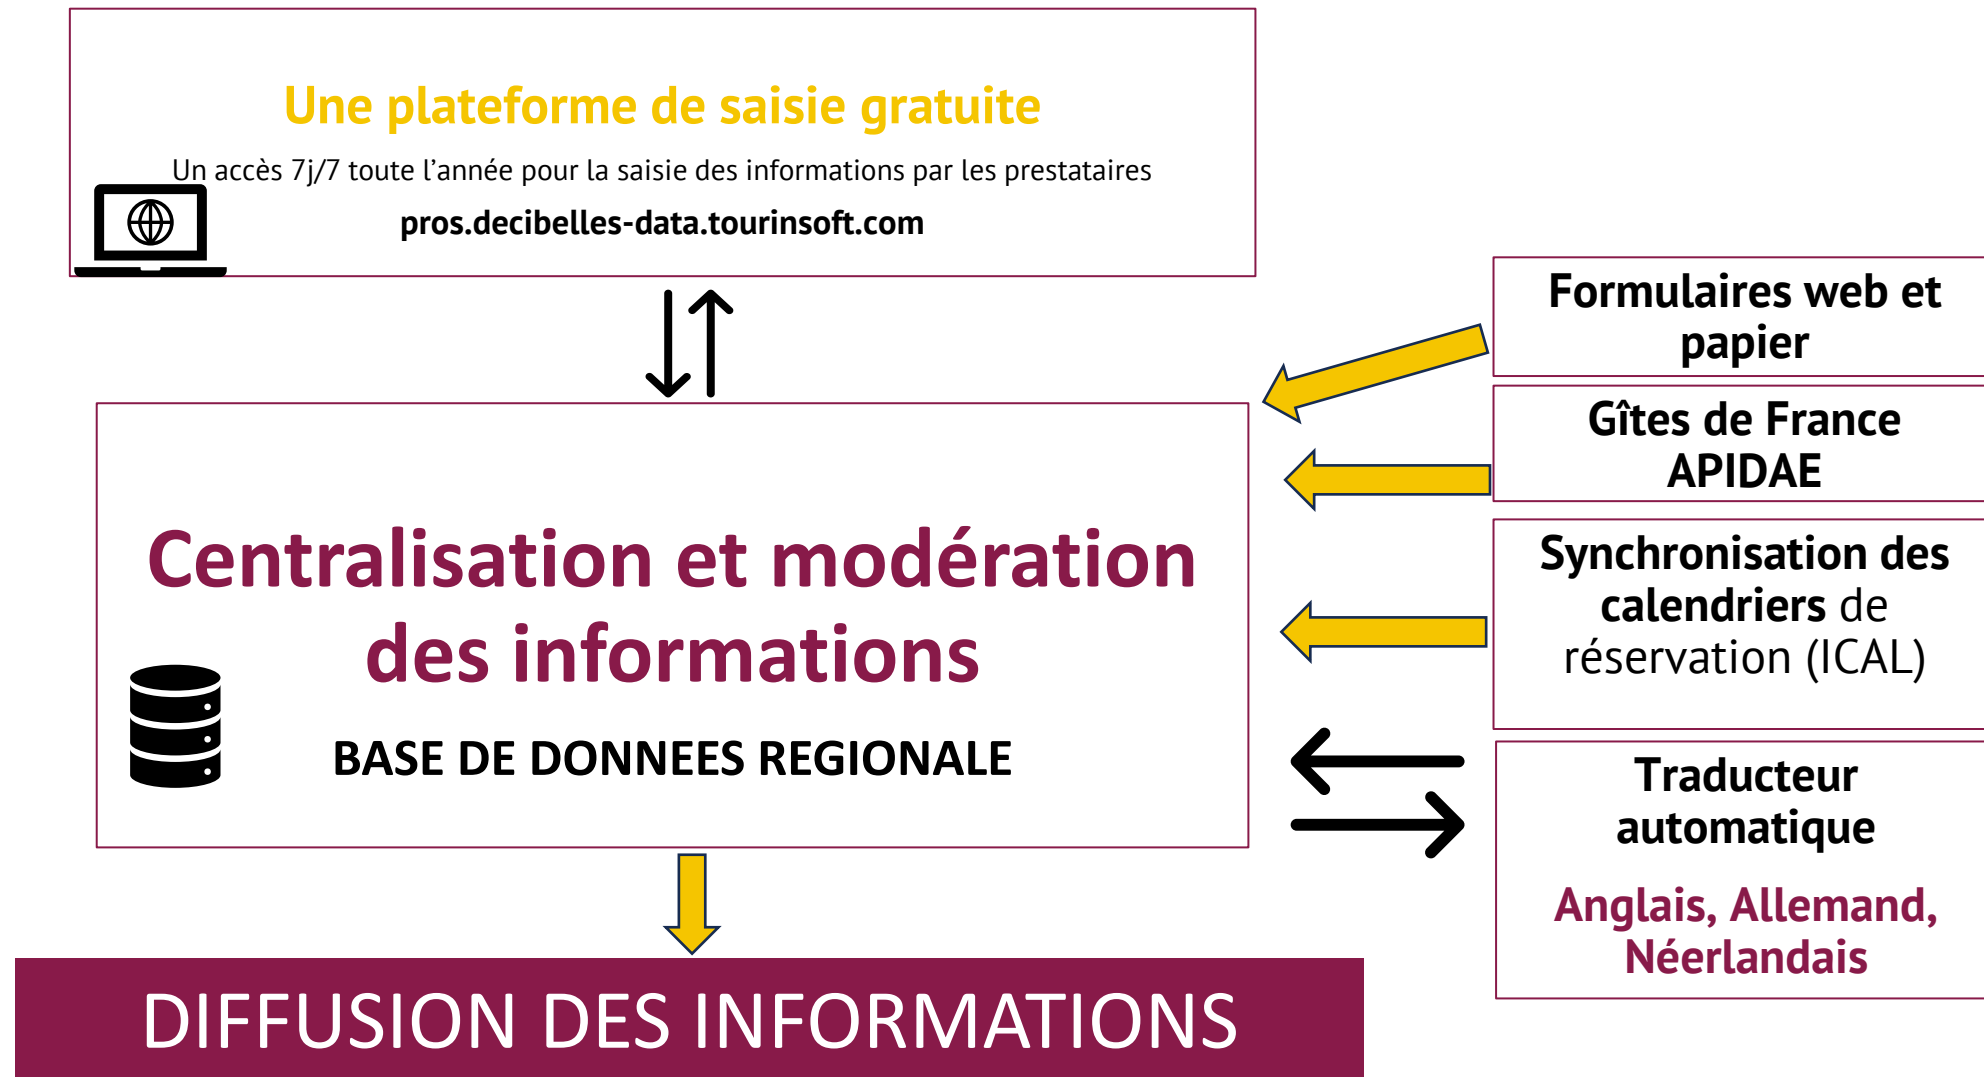 Une plateforme de saisie gratuite
Un accès 7j/7 toute l’année pour la saisie des informations par les prestataires
pros.decibelles-data.tourinsoft.com
Formulaires web et
papier
Gîtes de France
APIDAE
Synchronisation des
calendriers de
réservation (ICAL)
Centralisation et modération
des informations
BASE DE DONNEES REGIONALE
Traducteur
automatique
Anglais, Allemand,
Néerlandais
DIFFUSION DES INFORMATIONS